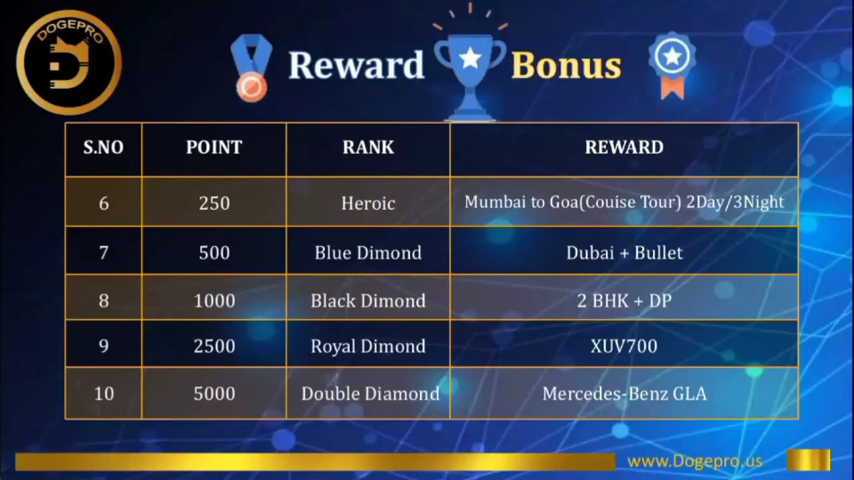 DOGEPRO
Reward Bonus
S.NO POINT RANK REWARD
6 250 Heroic Mumbai to Goa(Couise Tour) 2Day/3Night
7 500 Blue Dimond Dubai + Bullet
8 1000 Black Dimond 2 BHK + DP
9 2500 Royal Dimond XUV700
10 5000 Double Diamond Mercedes-Benz GLA
www.Dogepro.us